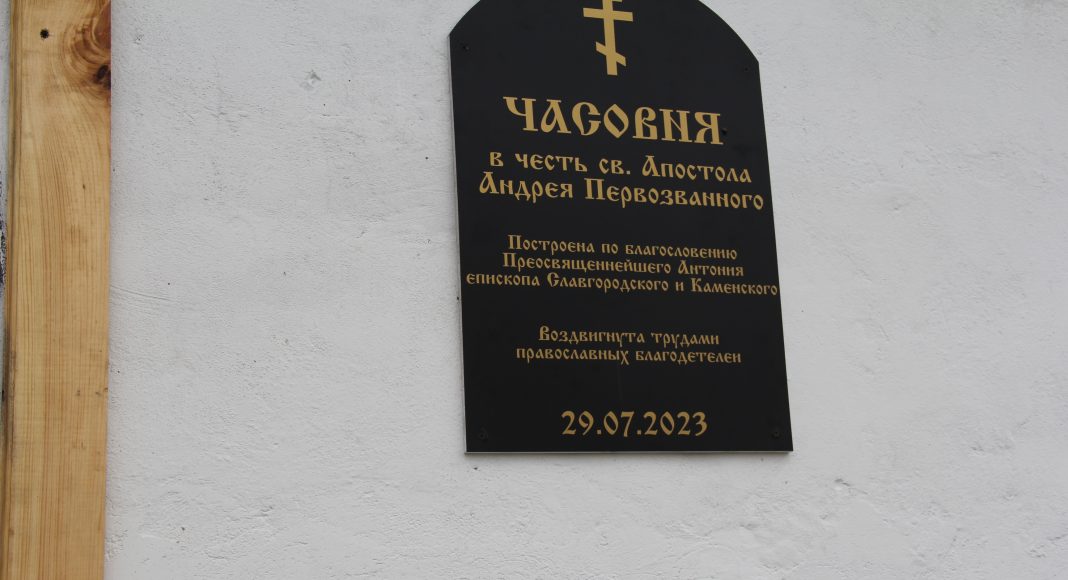 ЧАСОВНЯ
в честь св. Апостола
Андрея Первозванного
Построена по благословению
Преосвященнейшего Антония
епископа Славгородского и Каменского
Воздвигнута трудами
православных благодетелеи
29.07.2023